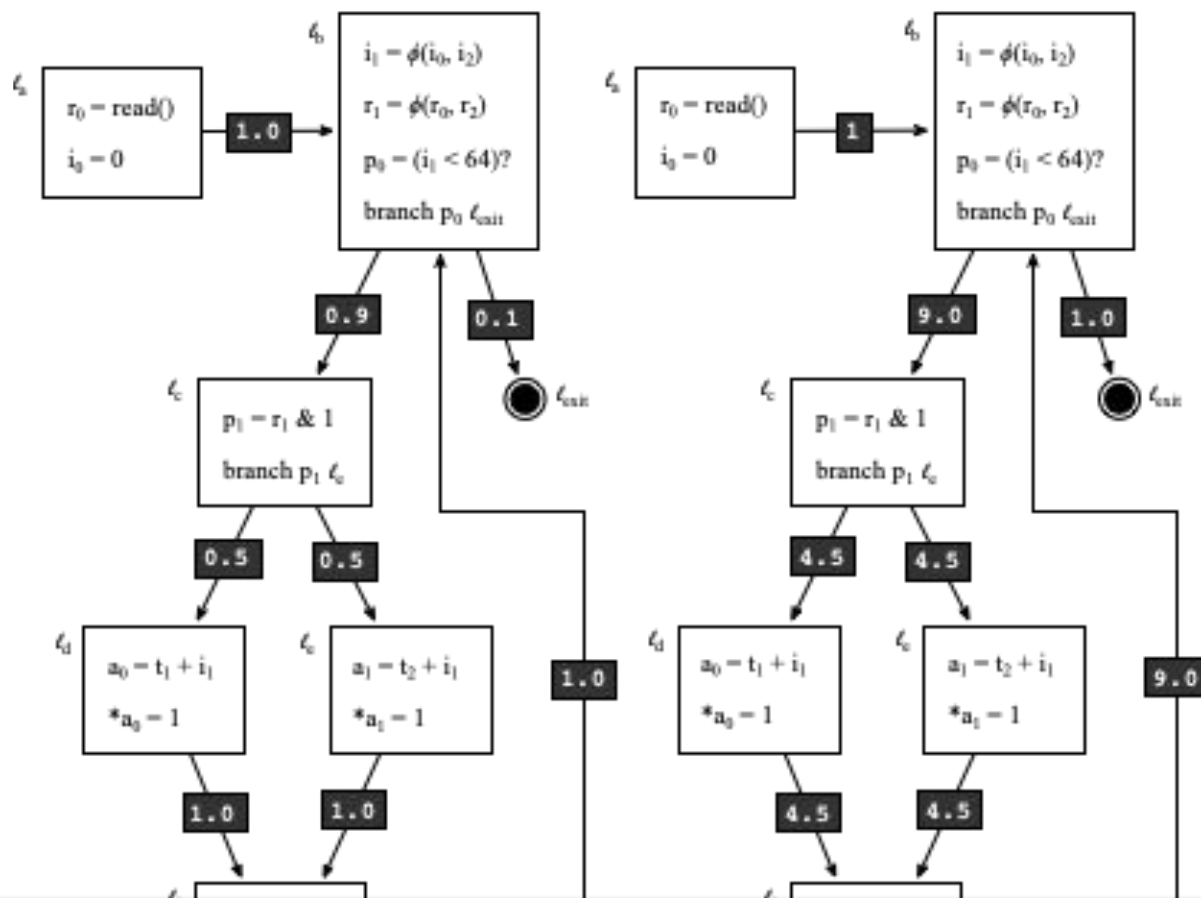 ℓb
i₁ = ϕ(i₀, i₂)
r₁ = ϕ(r₀, r₂)
p₀ = (i₁ < 64)?
branch p₀ ℓexit
ℓa
r₀ = read()
i₀ = 0
1.0
0.9
0.1
ℓexit
ℓc
p₁ = r₁ & 1
branch p₁ ℓe
0.5
0.5
ℓd
a₀ = t₁ + i₁
*a₀ = 1
ℓe
a₁ = t₂ + i₁
*a₁ = 1
1.0
1.0
1.0
ℓb
i₁ = ϕ(i₀, i₂)
r₁ = ϕ(r₀, r₂)
p₀ = (i₁ < 64)?
branch p₀ ℓexit
ℓa
r₀ = read()
i₀ = 0
1
9.0
1.0
ℓexit
ℓc
p₁ = r₁ & 1
branch p₁ ℓe
4.5
4.5
ℓd
a₀ = t₁ + i₁
*a₀ = 1
ℓe
a₁ = t₂ + i₁
*a₁ = 1
9.0
4.5
4.5